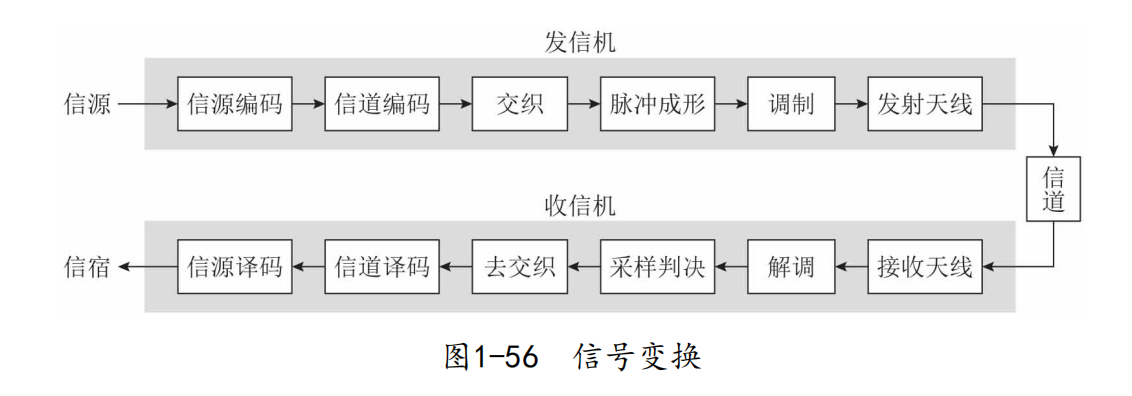 发信机
信源 信源编码 信道编码 交织 脉冲成形 调制 发射天线
信道
收信机
信宿 信源译码 信道译码 去交织 采样判决 解调 接收天线
图1-56 信号变换